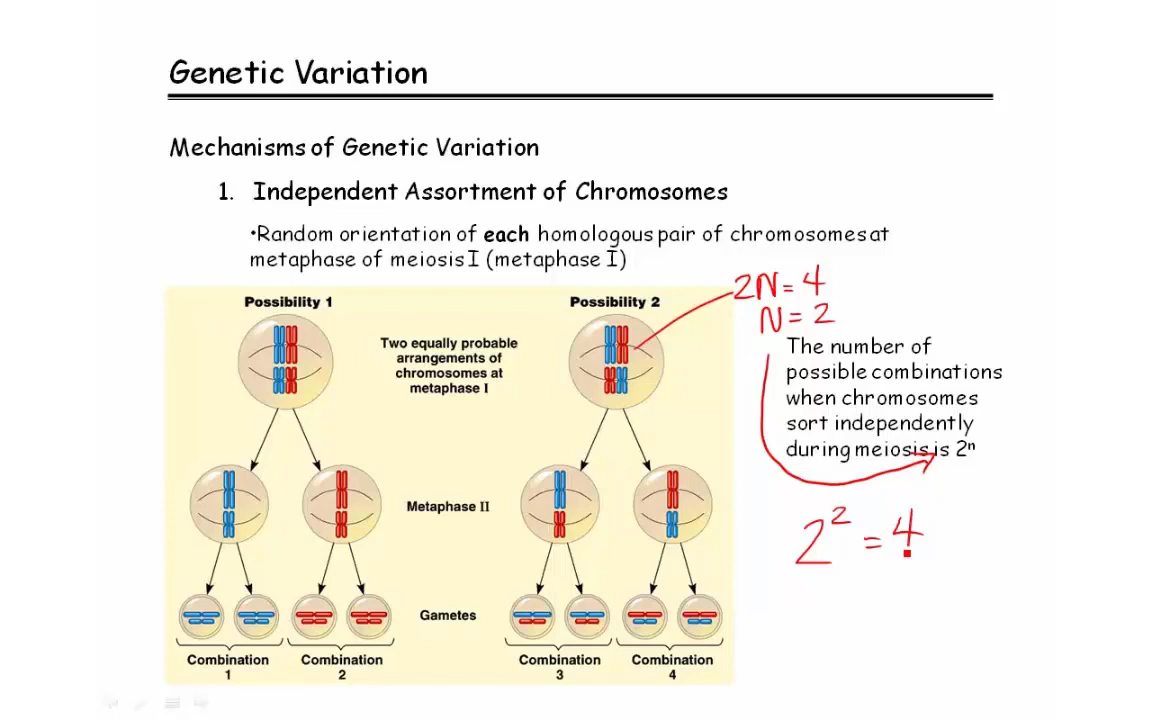 Genetic Variation
Mechanisms of Genetic Variation
1. Independent Assortment of Chromosomes
•Random orientation of each homologous pair of chromosomes at
metaphase of meiosis I (metaphase I)
2N = 4
N = 2
Possibility 1
Possibility 2
Two equally probable
arrangements of
chromosomes at
metaphase I
The number of
possible combinations
when chromosomes
sort independently
during meiosis is 2ⁿ
Metaphase II
2² = 4
Gametes
Combination
1
Combination
2
Combination
3
Combination
4